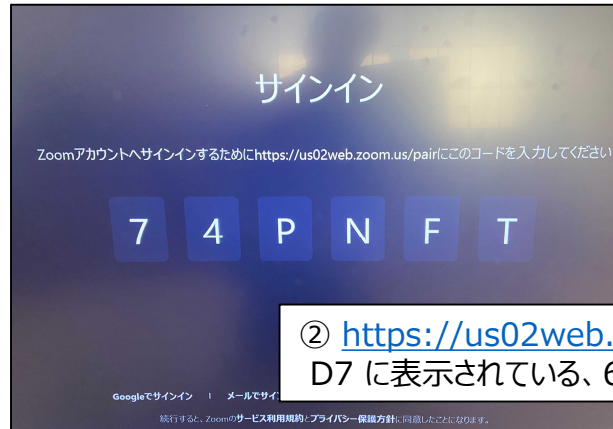 サインイン
Zoomアカウントへサインインするためにhttps://us02web.zoom.us/pairにこのコードを入力してください
7 4 P N F T
② https://us02web.
D7 に表示されている、6
Googleでサインイン | メールでサイ
続行すると、Zoomのサービス利用規約とプライバシー保護方針に同意したことになります。